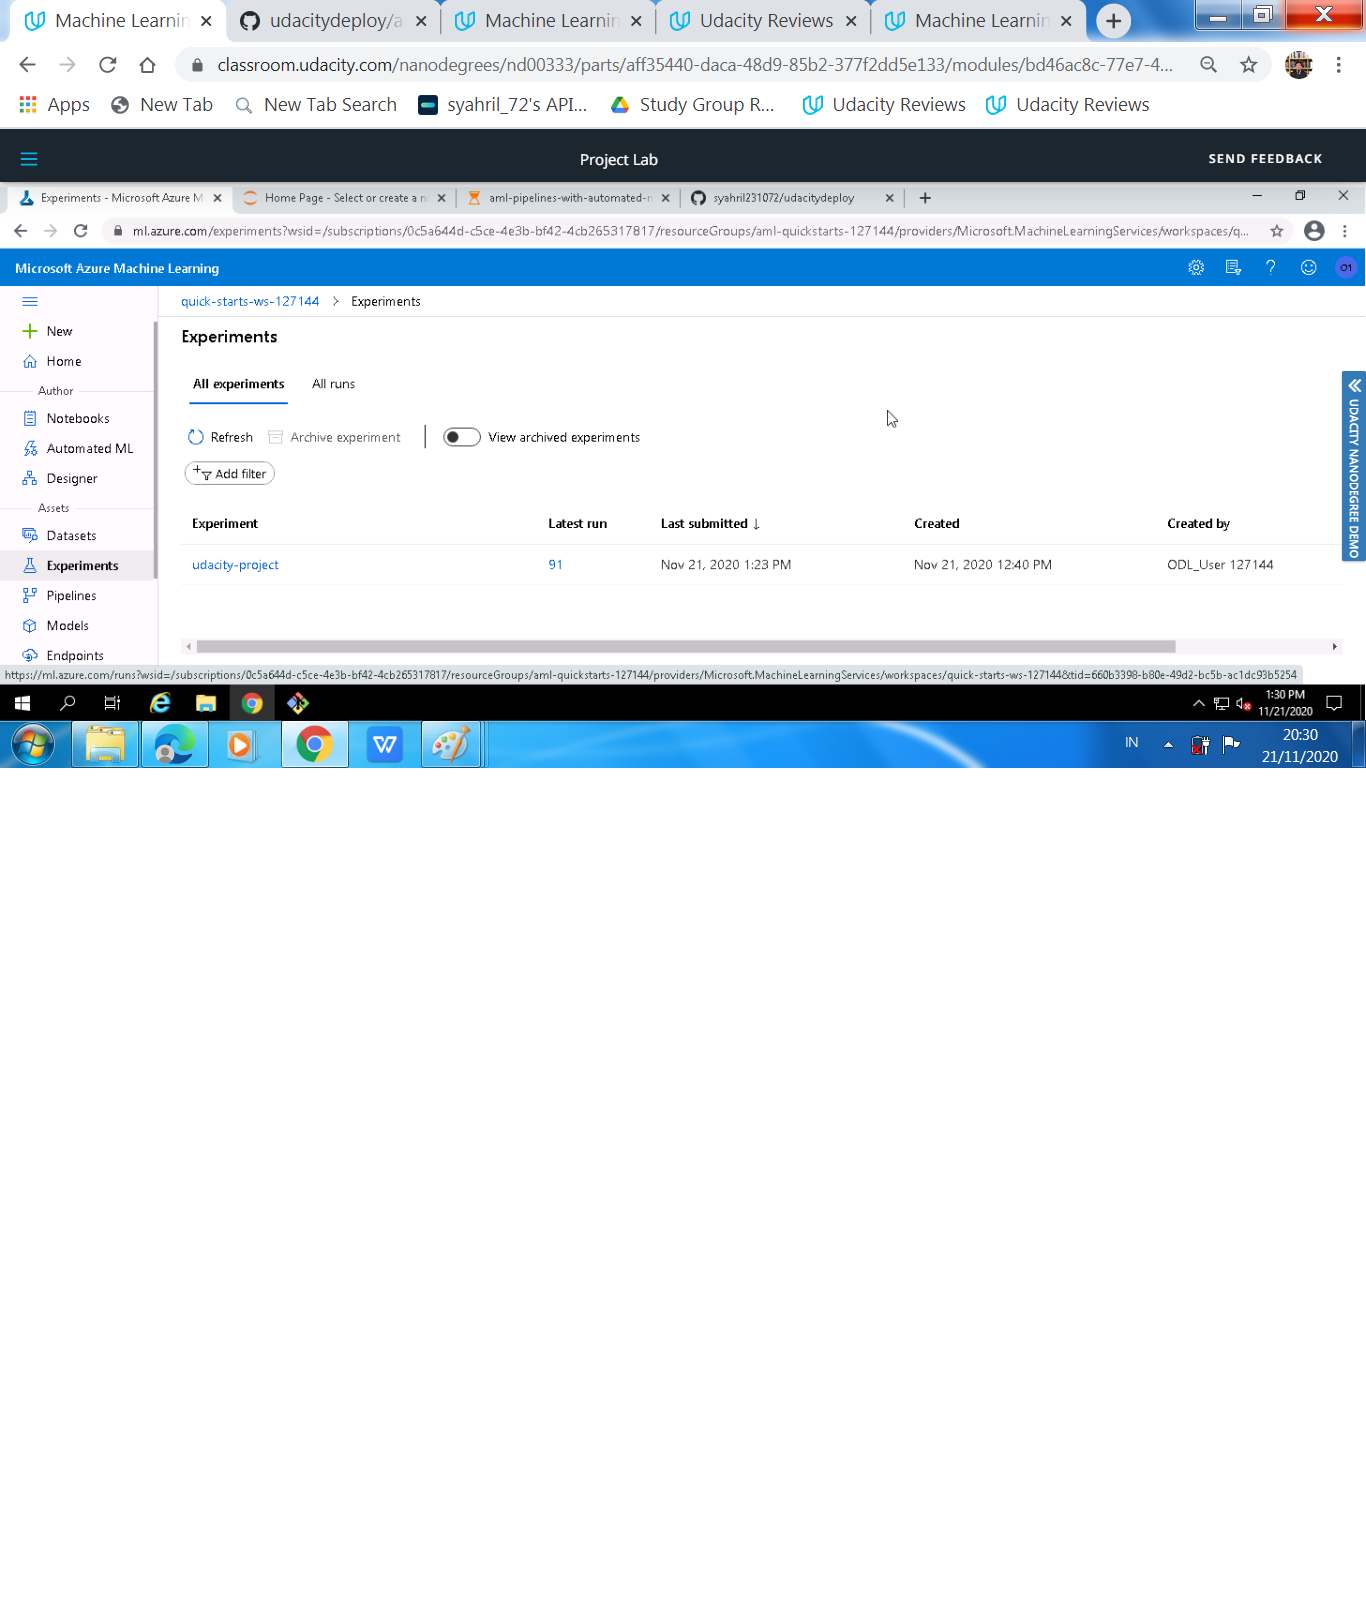 Machine Learnin
udacitydeploy/a
Machine Learnin
Udacity Reviews
Machine Learnin
classroom.udacity.com/nanodegrees/nd00333/parts/aff35440-daca-48d9-85b2-377f2dd5e133/modules/bd46ac8c-77e7-4...
Apps
New Tab
New Tab Search
syahril_72's API...
Study Group R...
Udacity Reviews
Udacity Reviews
Project Lab
SEND FEEDBACK
Experiments - Microsoft Azure M
Home Page - Select or create a n
aml-pipelines-with-automated-
syahril231072/udacitydeploy
ml.azure.com/experiments?wsid=/subscriptions/0c5a644d-c5ce-4e3b-bf42-4cb265317817/resourceGroups/aml-quickstarts-127144/providers/Microsoft.MachineLearningServices/workspaces/q...
Microsoft Azure Machine Learning
01
quick-starts-ws-127144 > Experiments
New
Home
Author
Notebooks
Automated ML
Designer
Assets
Datasets
Experiments
Pipelines
Models
Endpoints
Experiments
All experiments
All runs
Refresh
Archive experiment
View archived experiments
Add filter
Experiment Latest run Last submitted ↓ Created Created by
udacity-project 91 Nov 21, 2020 1:23 PM Nov 21, 2020 12:40 PM ODL_User 127144
UDACITY NANODEGREE DEMO
https://ml.azure.com/runs?wsid=/subscriptions/0c5a644d-c5ce-4e3b-bf42-4cb265317817/resourceGroups/aml-quickstarts-127144/providers/Microsoft.MachineLearningServices/workspaces/quick-starts-ws-127144&tid=660b3398-b80e-49d2-bc5b-ac1dc93b5254
1:30 PM
11/21/2020
IN
20:30
21/11/2020